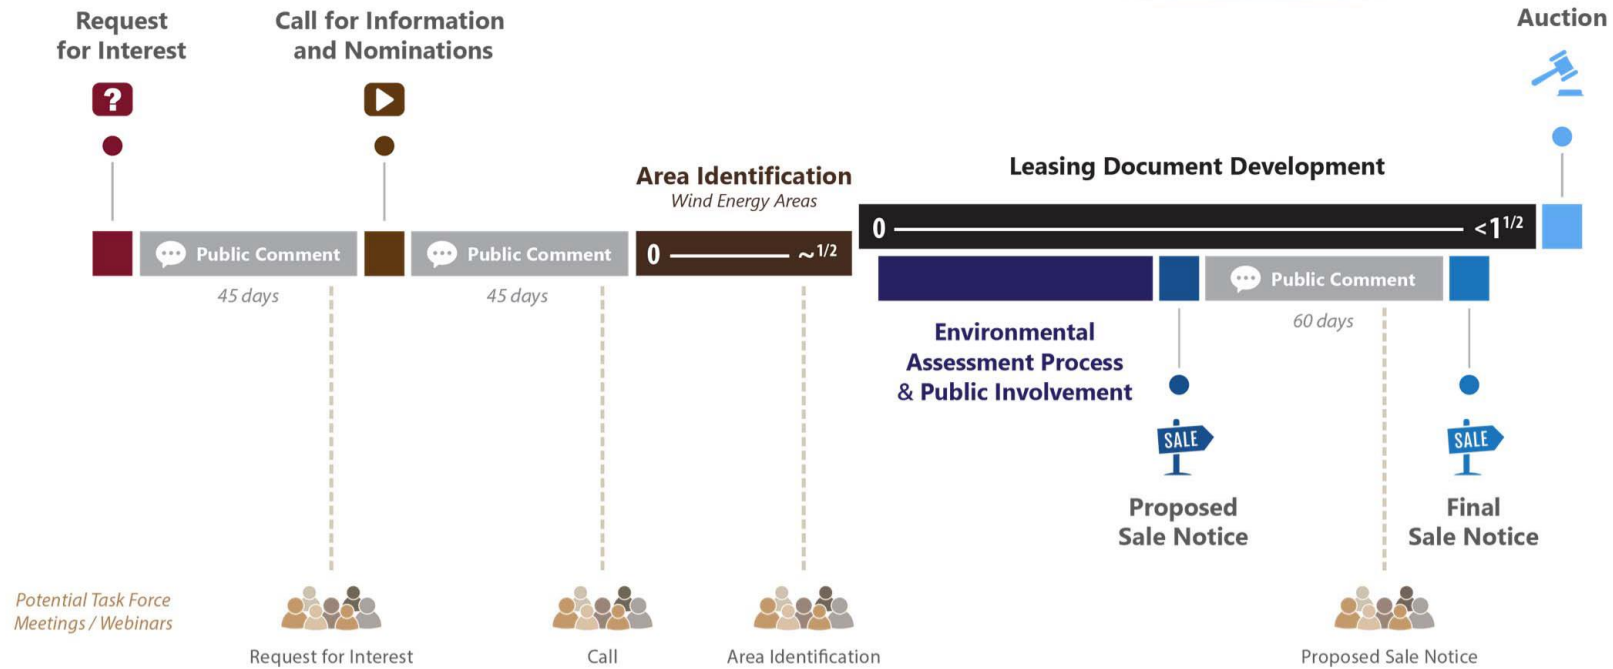 Request
for Interest
?
Call for Information
and Nominations
Auction
Area Identification
Wind Energy Areas
Leasing Document Development
Public Comment
45 days
Public Comment
45 days
0 ~1/2
0 <1 1/2
Public Comment
60 days
Environmental
Assessment Process
& Public Involvement
SALE
Proposed
Sale Notice
SALE
Final
Sale Notice
Potential Task Force
Meetings / Webinars
Request for Interest
Call
Area Identification
Proposed Sale Notice